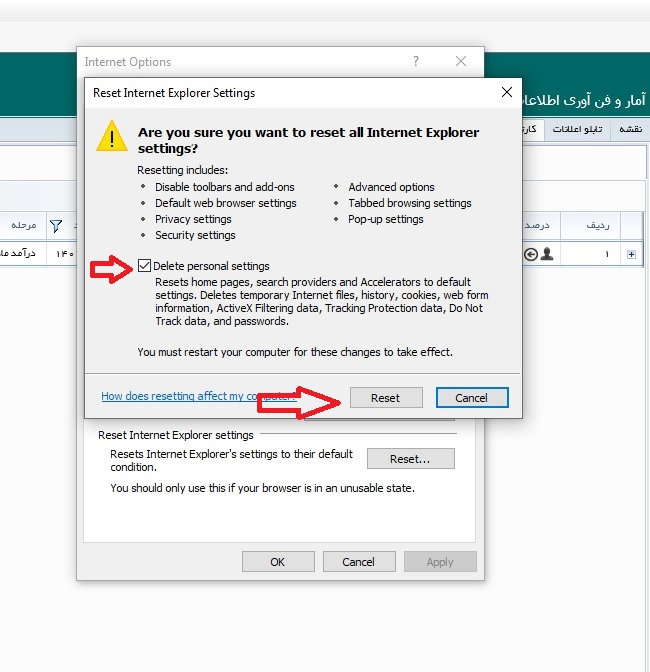 Internet Options
Reset Internet Explorer Settings
آمار و فن آوری اطلاعا
Are you sure you want to reset all Internet Explorer
settings?
نقشه
تابلو اعلانات
Resetting includes:
• Disable toolbars and add-ons
• Default web browser settings
• Privacy settings
• Security settings
• Advanced options
• Tabbed browsing settings
• Pop-up settings
ردیف
درصد
مرحله
۱
۱۴۰
درآمد ما
Delete personal settings
Resets home pages, search providers and Accelerators to default
settings. Deletes temporary Internet files, history, cookies, web form
information, ActiveX Filtering data, Tracking Protection data, Do Not
Track data, and passwords.
You must restart your computer for these changes to take effect.
How does resetting affect my computer?
Reset
Cancel
Reset Internet Explorer settings
Resets Internet Explorer's settings to their default
condition.
Reset...
You should only use this if your browser is in an unusable state.
OK
Cancel
Apply